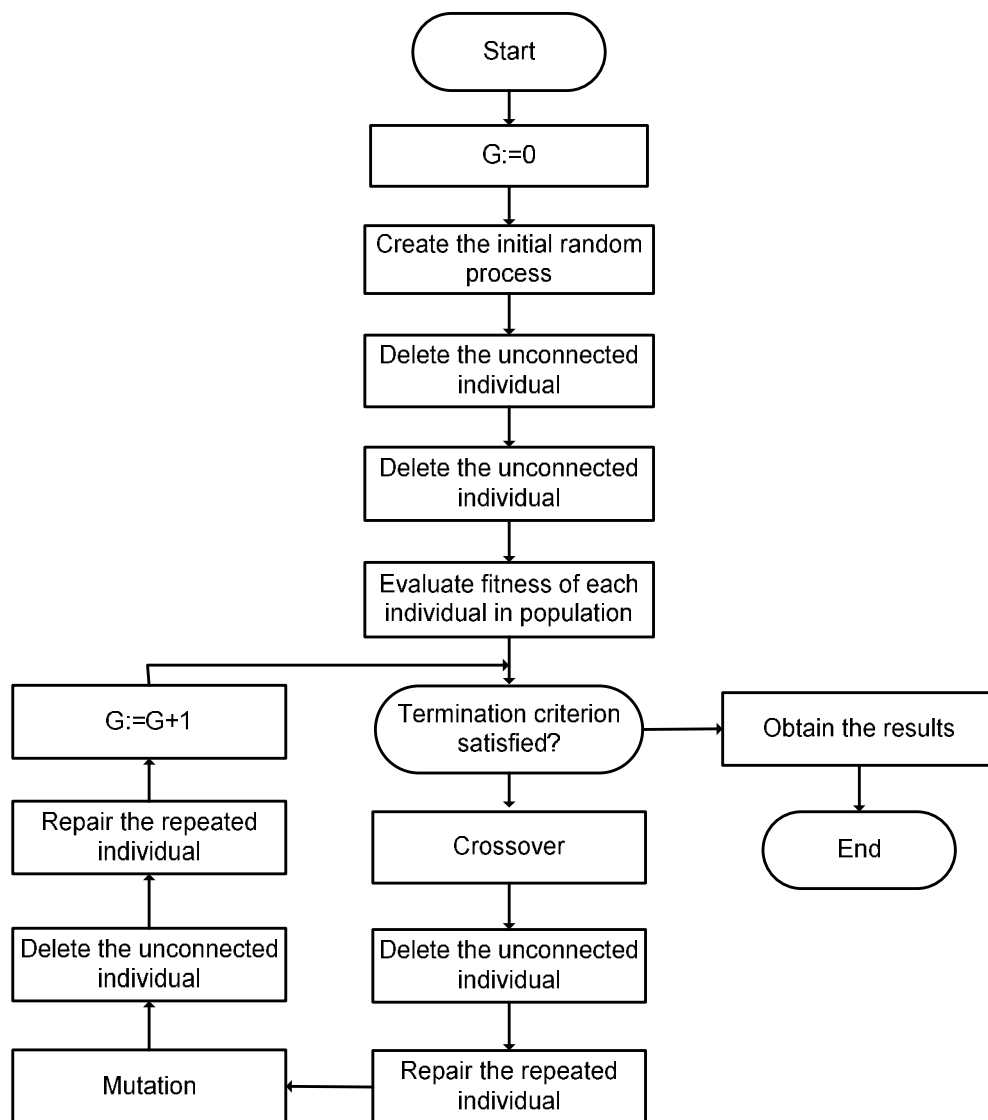 Start
G:=0
Create the initial random
process
Delete the unconnected
individual
Delete the unconnected
individual
Evaluate fitness of each
individual in population
G:=G+1
Termination criterion
satisfied?
Obtain the results
Repair the repeated
individual
Crossover
End
Delete the unconnected
individual
Delete the unconnected
individual
Mutation
Repair the repeated
individual